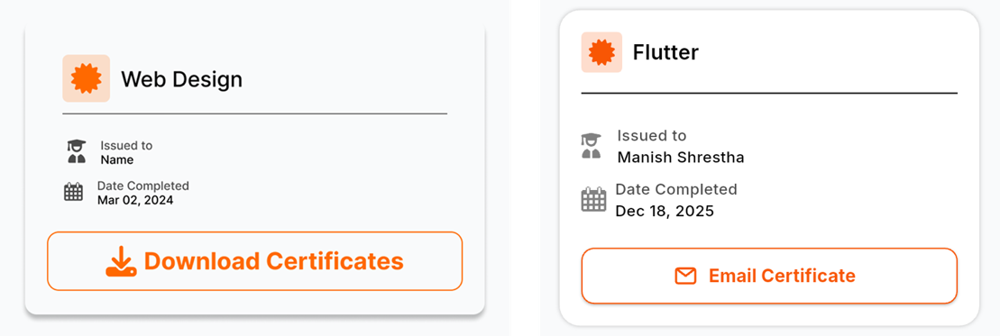 Web Design
Issued to
Name
Date Completed
Mar 02, 2024
Download Certificates
Flutter
Issued to
Manish Shrestha
Date Completed
Dec 18, 2025
Email Certificate